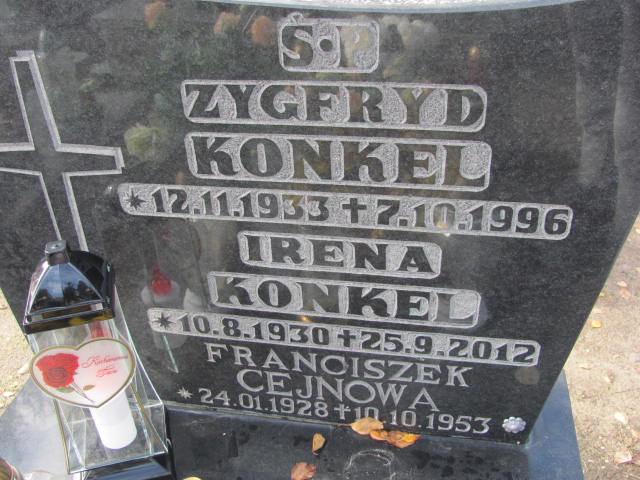 Ś.P
ZYGFRYD
KONKEL
*12.11.1933 +7.10.1996
IRENA
KONKEL
*10.8.1930 +25.9.2012
FRANCISZEK
CEJNOWA
*24.01.1928 +10.10.1953